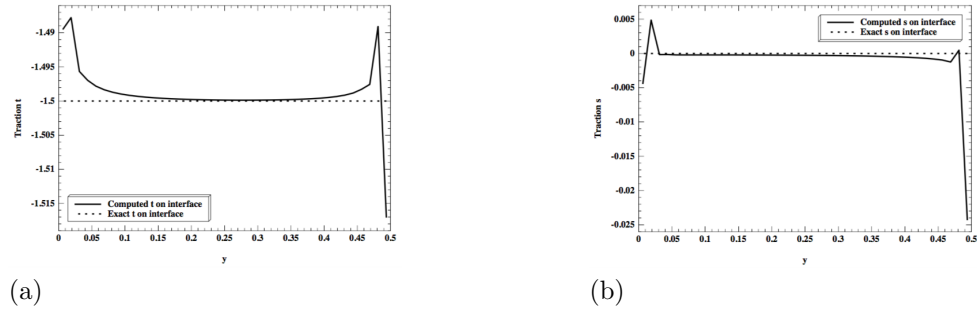 -1.49
-1.495
-1.5
-1.505
-1.51
-1.515
Traction t
Computed t on interface
Exact t on interface
0 0.05 0.1 0.15 0.2 0.25 0.3 0.35 0.4 0.45 0.5
y
(a)
0.005
0
-0.005
-0.01
-0.015
-0.02
-0.025
Traction s
Computed s on interface
Exact s on interface
0 0.05 0.1 0.15 0.2 0.25 0.3 0.35 0.4 0.45 0.5
y
(b)